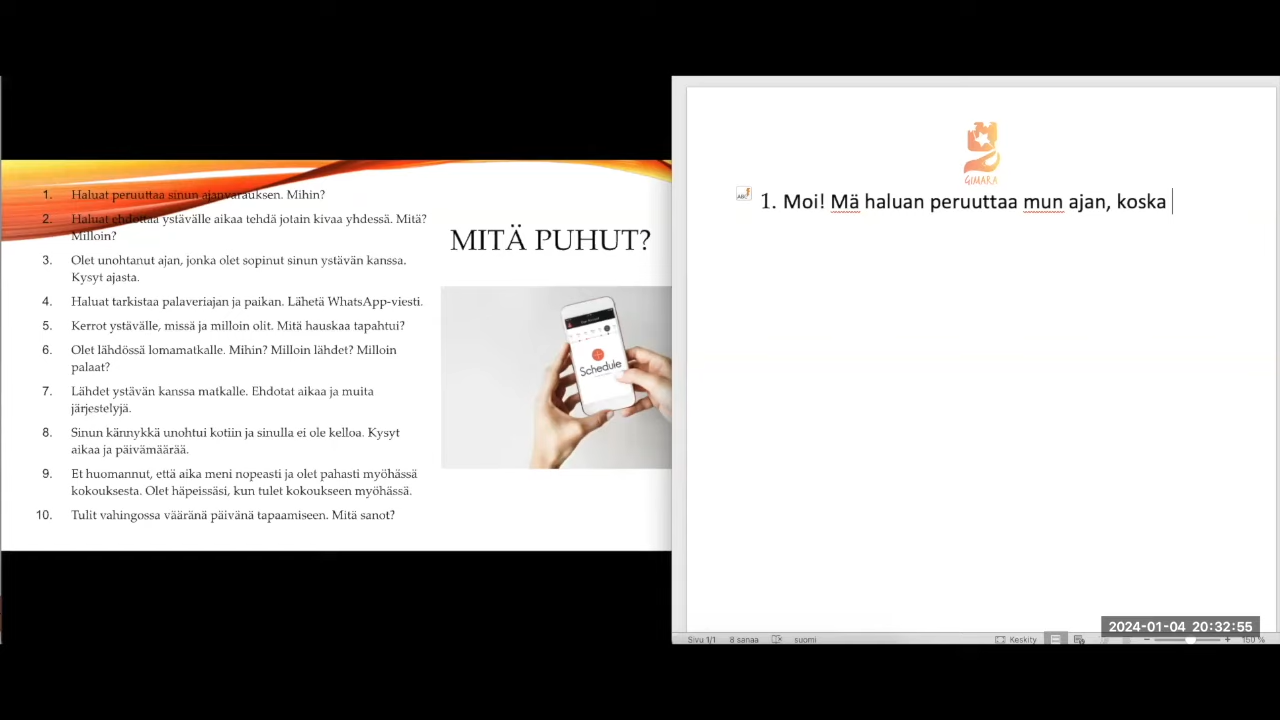 1. Haluat peruuttaa sinun ajanvarauksen. Mihin?
2. Haluat ehdottaa ystävälle aikaa tehdä jotain kivaa yhdessä. Mitä?
Milloin?
3. Olet unohtanut ajan, jonka olet sopinut sinun ystävän kanssa.
Kysyt ajasta.
4. Haluat tarkistaa palaveriajan ja paikan. Lähetä WhatsApp-viesti.
5. Kerrot ystävälle, missä ja milloin olit. Mitä hauskaa tapahtui?
6. Olet lähdössä lomamatkalle. Mihin? Milloin lähdet? Milloin
palaat?
7. Lähdet ystävän kanssa matkalle. Ehdotat aikaa ja muita
järjestelyjä.
8. Sinun kännykkä unohtui kotiin ja sinulla ei ole kelloa. Kysyt
aikaa ja päivämäärää.
9. Et huomannut, että aika meni nopeasti ja olet pahasti myöhässä
kokouksesta. Olet häpeissäsi, kun tulet kokoukseen myöhässä.
10. Tulit vahingossa vääränä päivänä tapaamiseen. Mitä sanot?
MITÄ PUHUT?
Schedule
GIMARA
1. Moi! Mä haluan peruuttaa mun ajan, koska
2024-01-04 20:32:55
Sivu 1/1 8 sanaa suomi Keskity 150 %